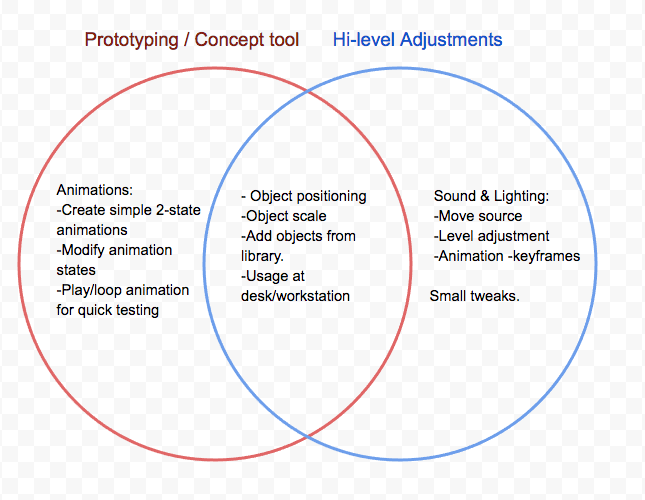 Prototyping / Concept tool
Hi-level Adjustments
Animations:
-Create simple 2-state
animations
-Modify animation
states
-Play/loop animation
for quick testing
- Object positioning
-Object scale
-Add objects from
library.
-Usage at
desk/workstation
Sound & Lighting:
-Move source
-Level adjustment
-Animation -keyframes
Small tweaks.